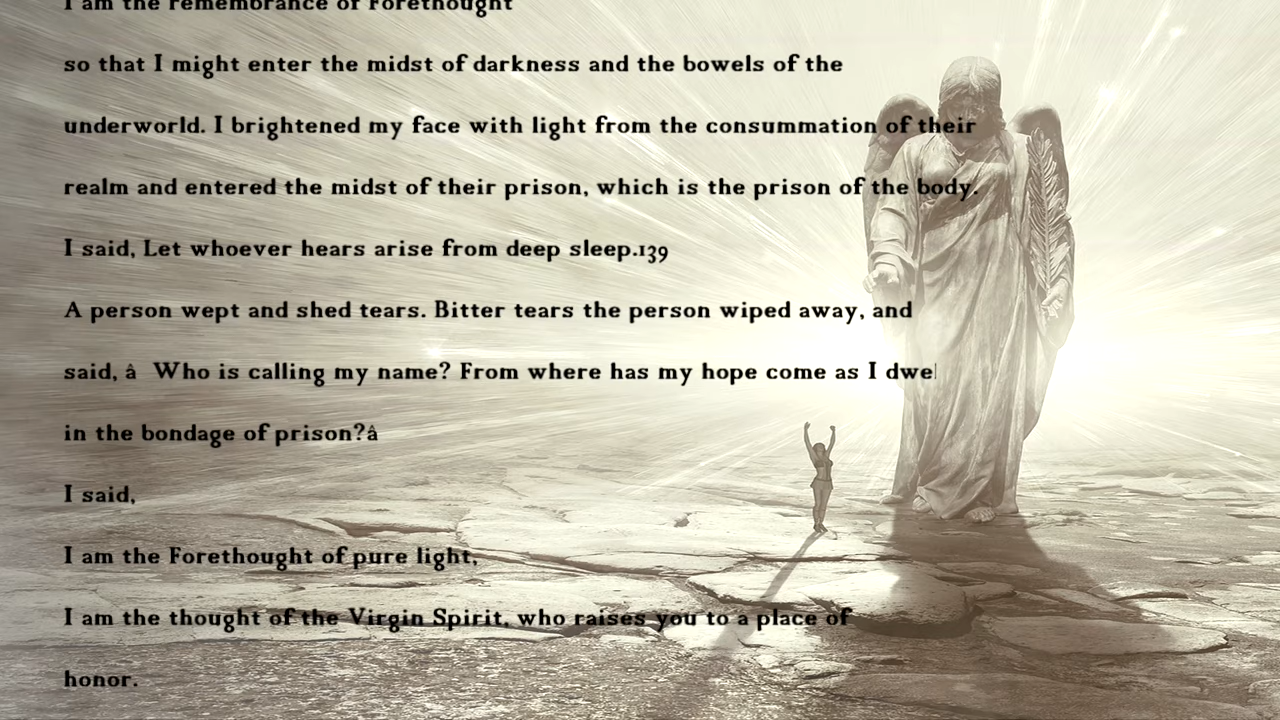 I am the remembrance of Forethought
so that I might enter the midst of darkness and the bowels of the
underworld. I brightened my face with light from the consummation of their
realm and entered the midst of their prison, which is the prison of the body.
I said, Let whoever hears arise from deep sleep.139
A person wept and shed tears. Bitter tears the person wiped away, and
said, â Who is calling my name? From where has my hope come as I dwel
in the bondage of prison?â
I said,
I am the Forethought of pure light,
I am the thought of the Virgin Spirit, who raises you to a place of
honor.